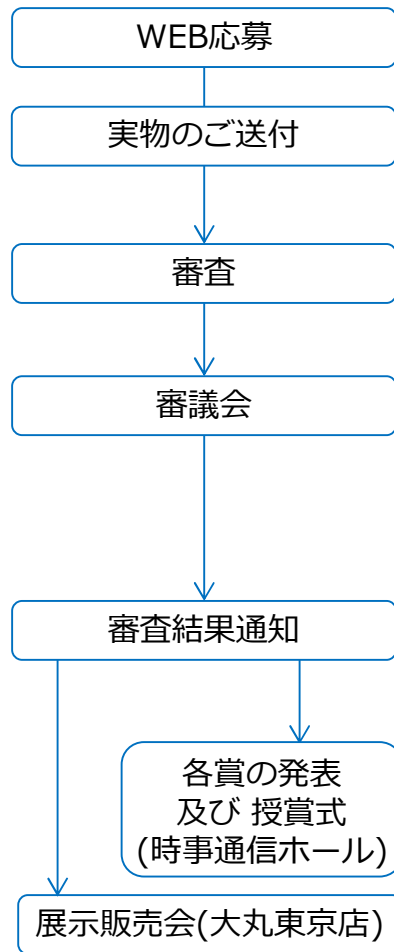 WEB応募
実物のご送付
審査
審議会
審査結果通知
各賞の発表
及び 授賞式
(時事通信ホール)
展示販売会(大丸東京店)